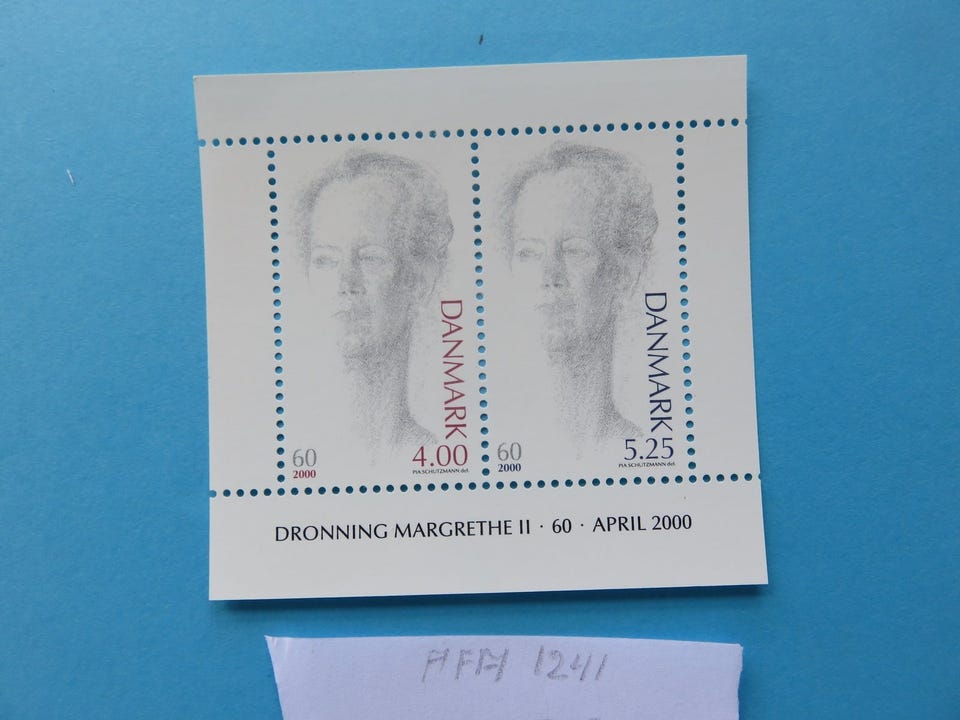 DANMARK
60
2000
4.00
PIA SCHUTZMANN del.
DANMARK
60
2000
5.25
PIA SCHUTZMANN del.
DRONNING MARGRETHE II · 60 · APRIL 2000
AFA 1241